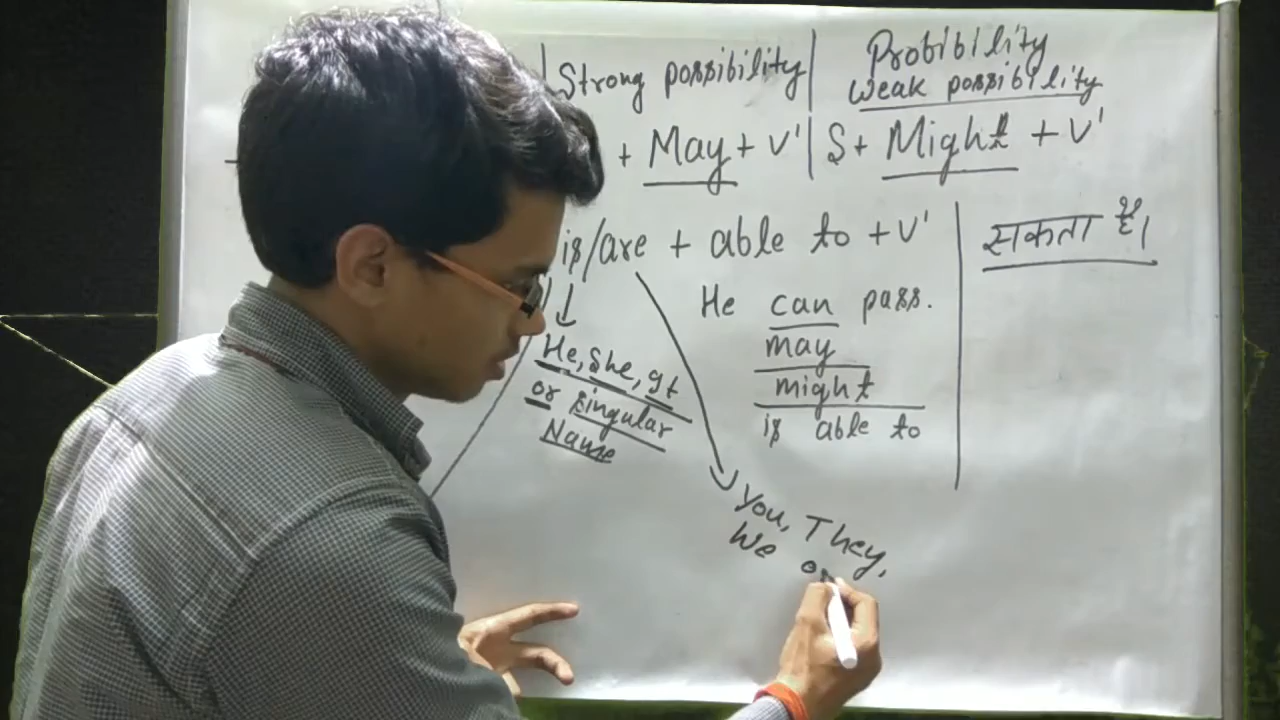 Strong possibility
Probibility
weak possibility
+ May + V'
S+ Might + V'
is/are + able to + V'
सकता है।
He can pass.
may
might
is able to
He, She, It
or singular
Name
You, They,
We o